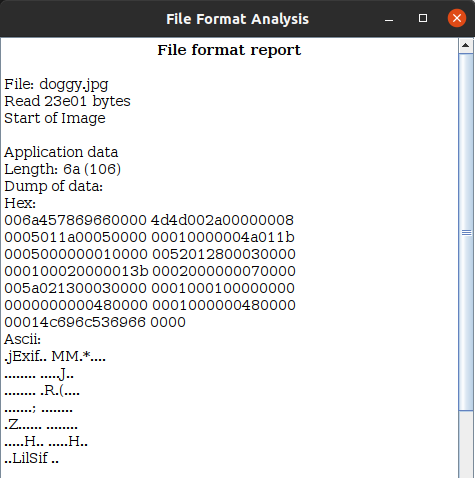 File Format Analysis
File format report
File: doggy.jpg
Read 23e01 bytes
Start of Image
Application data
Length: 6a (106)
Dump of data:
Hex:
006a457869660000 4d4d002a00000008
0005011a00050000 00010000004a011b
0005000000010000 0052012800030000
000100020000013b 0002000000070000
005a021300030000 0001000100000000
0000000000480000 0001000000480000
00014c696c536966 0000
Ascii:
.jExif.. MM.*....
........ .....J..
........ .R.(....
.......; ........
.Z...... ........
.....H.. .....H..
..LilSif ..